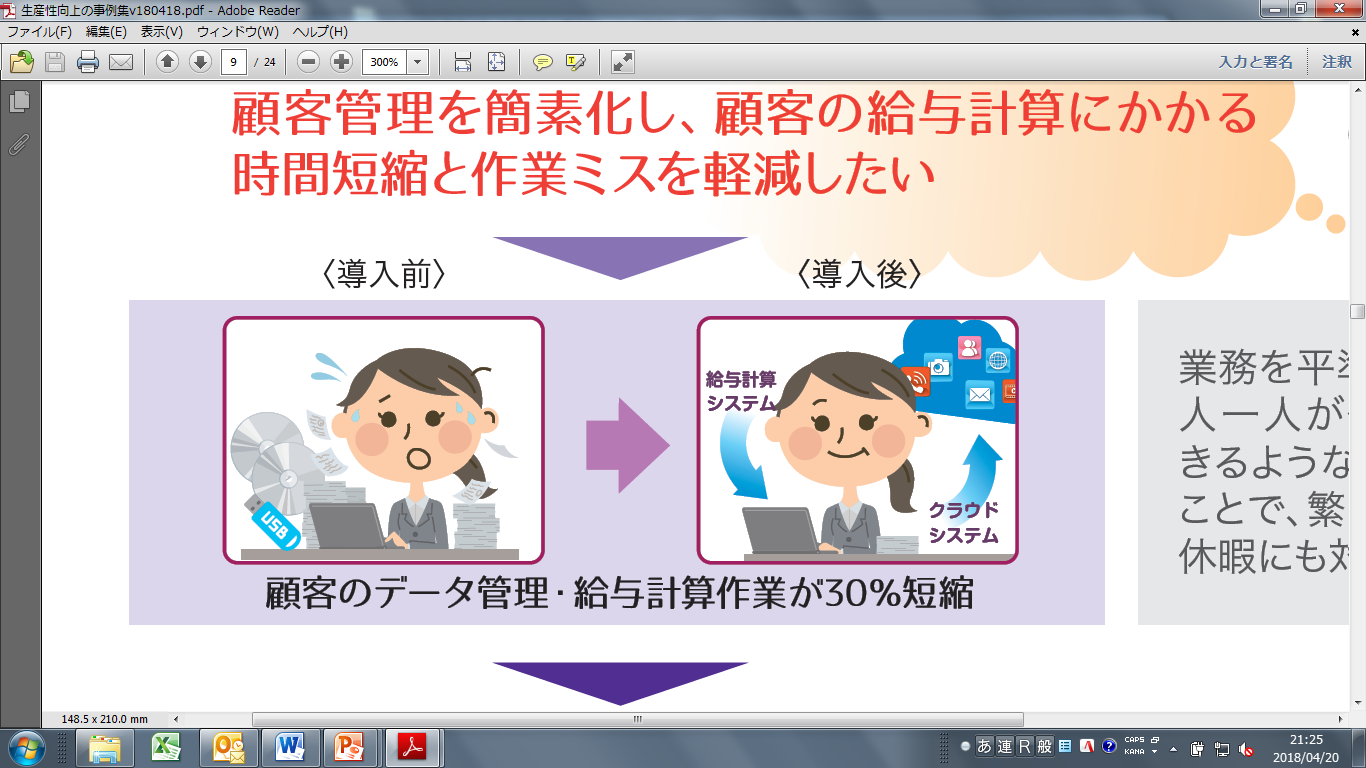 生産性向上の事例集v180418.pdf - Adobe Reader
ファイル(F) 編集(E) 表示(V) ウィンドウ(W) ヘルプ(H)
9 / 24 300% 入力と署名 注釈
顧客管理を簡素化し、顧客の給与計算にかかる
時間短縮と作業ミスを軽減したい
〈導入前〉 〈導入後〉
USB
給与計算
システム
クラウド
システム
顧客のデータ管理・給与計算作業が30%短縮
業務を平
人一人が
きるような
ことで、繁
休暇にも
148.5 x 210.0 mm
あ 連 R 般 CAPS KANA
21:25
2018/04/20